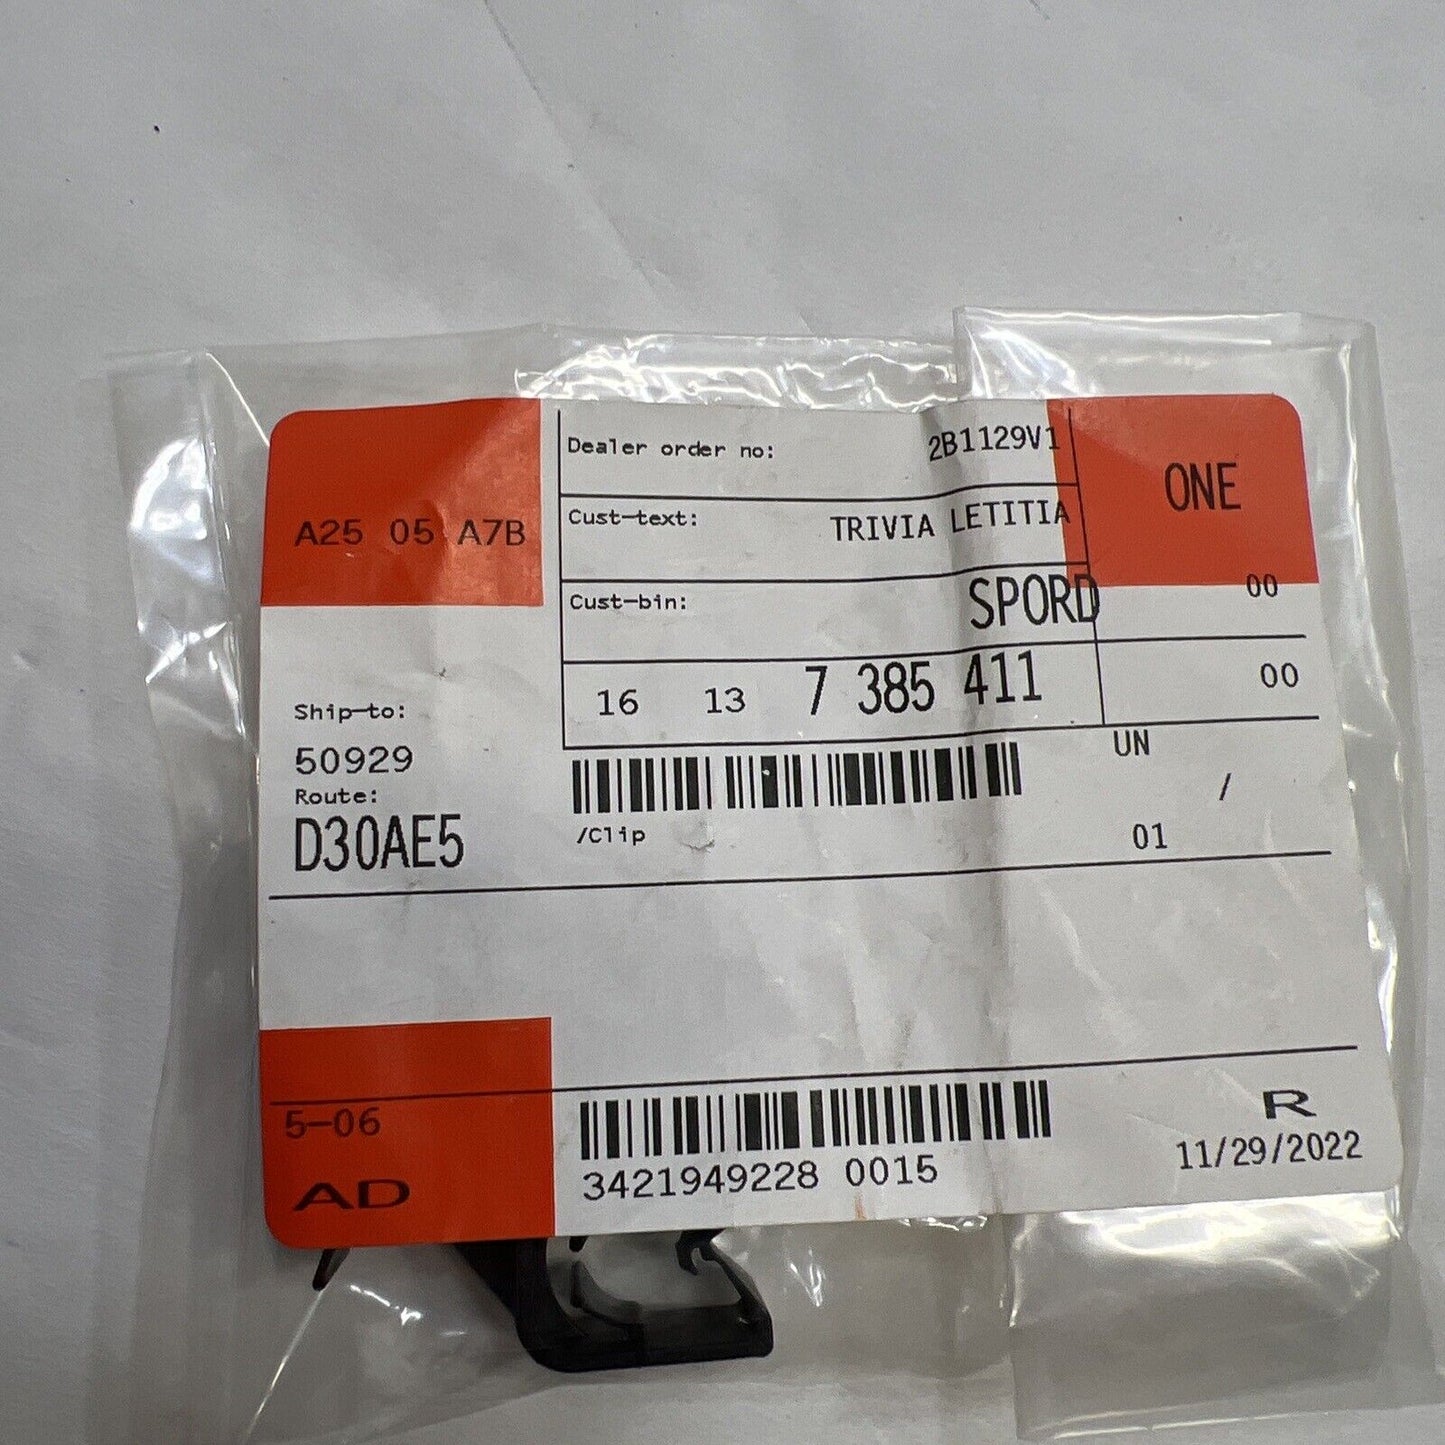 Dealer order no: 2B1129V1
ONE
A25 05 A7B
Cust-text: TRIVIA LETITIA
Cust-bin: SPORD
00
16 13 7 385 411
00
Ship-to:
50929
Route:
D30AE5
UN
/
/Clip
01
5-06
AD
3421949228 0015
R
11/29/2022